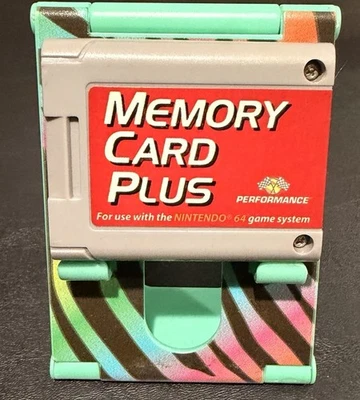 MEMORY
CARD
PLUS
PERFORMANCE
For use with the NINTENDO® 64 game system